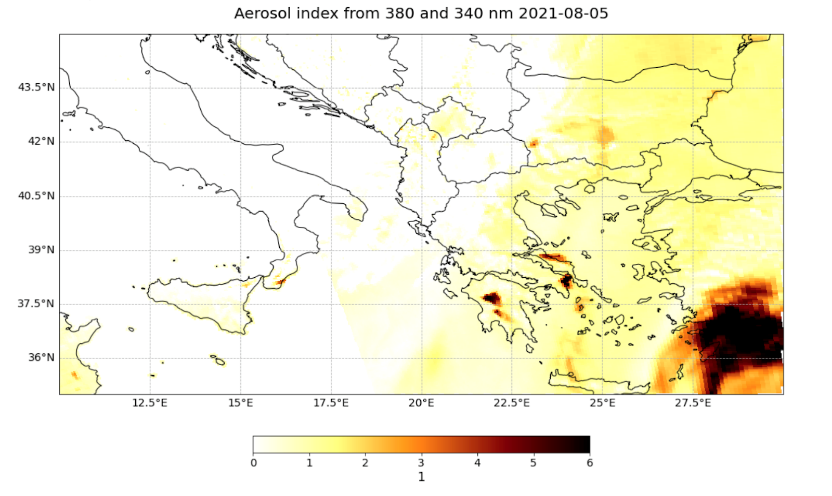 Aerosol index from 380 and 340 nm 2021-08-05
43.5°N
42°N
40.5°N
39°N
37.5°N
36°N
12.5°E 15°E 17.5°E 20°E 22.5°E 25°E 27.5°E
0 1 2 3 4 5 6
1